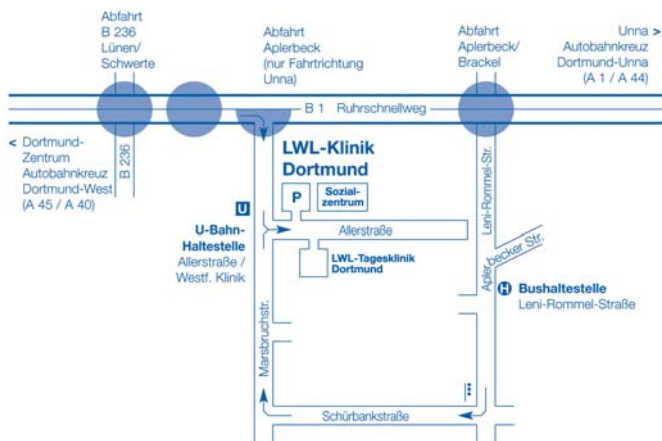 Abfahrt
B 236
Lünen/
Schwerte
Abfahrt
Aplerbeck
(nur Fahrtrichtung
Unna)
Abfahrt
Aplerbeck/
Brackel
Unna >
Autobahnkreuz
Dortmund-Unna
(A 1 / A 44)
B 1 Ruhrschnellweg
< Dortmund-
Zentrum
Autobahnkreuz
Dortmund-West
(A 45 / A 40)
B 236
LWL-Klinik
Dortmund
P
Sozial-
zentrum
U
U-Bahn-
Haltestelle
Allerstraße /
Westf. Klinik
Allerstraße
LWL-Tagesklinik
Dortmund
Leni-Rommel-Str.
Aplerbecker Str.
H Bushaltestelle
Leni-Rommel-Straße
Marsbruchstr.
Schürbankstraße